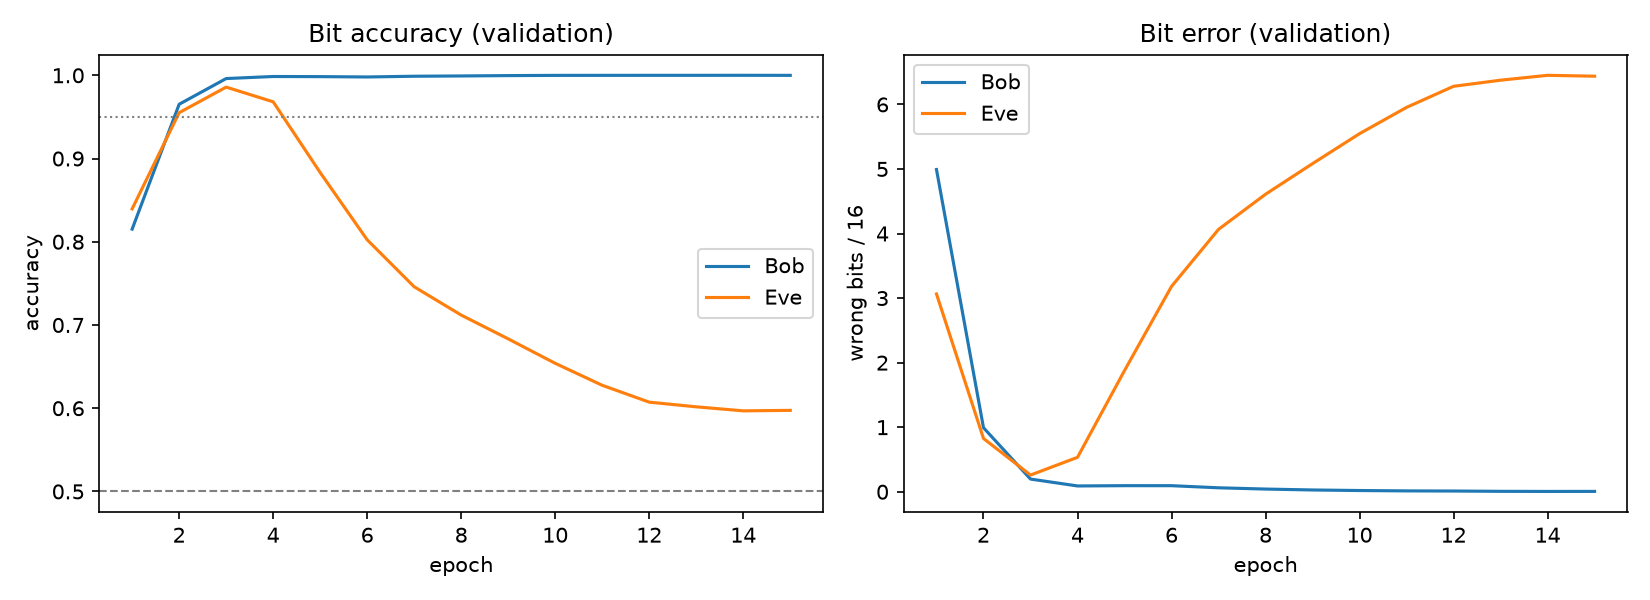 Bit accuracy (validation)
accuracy
1.0
0.9
0.8
0.7
0.6
0.5
Bob
Eve
2 4 6 8 10 12 14
epoch
Bit error (validation)
wrong bits / 16
6
5
4
3
2
1
0
Bob
Eve
2 4 6 8 10 12 14
epoch